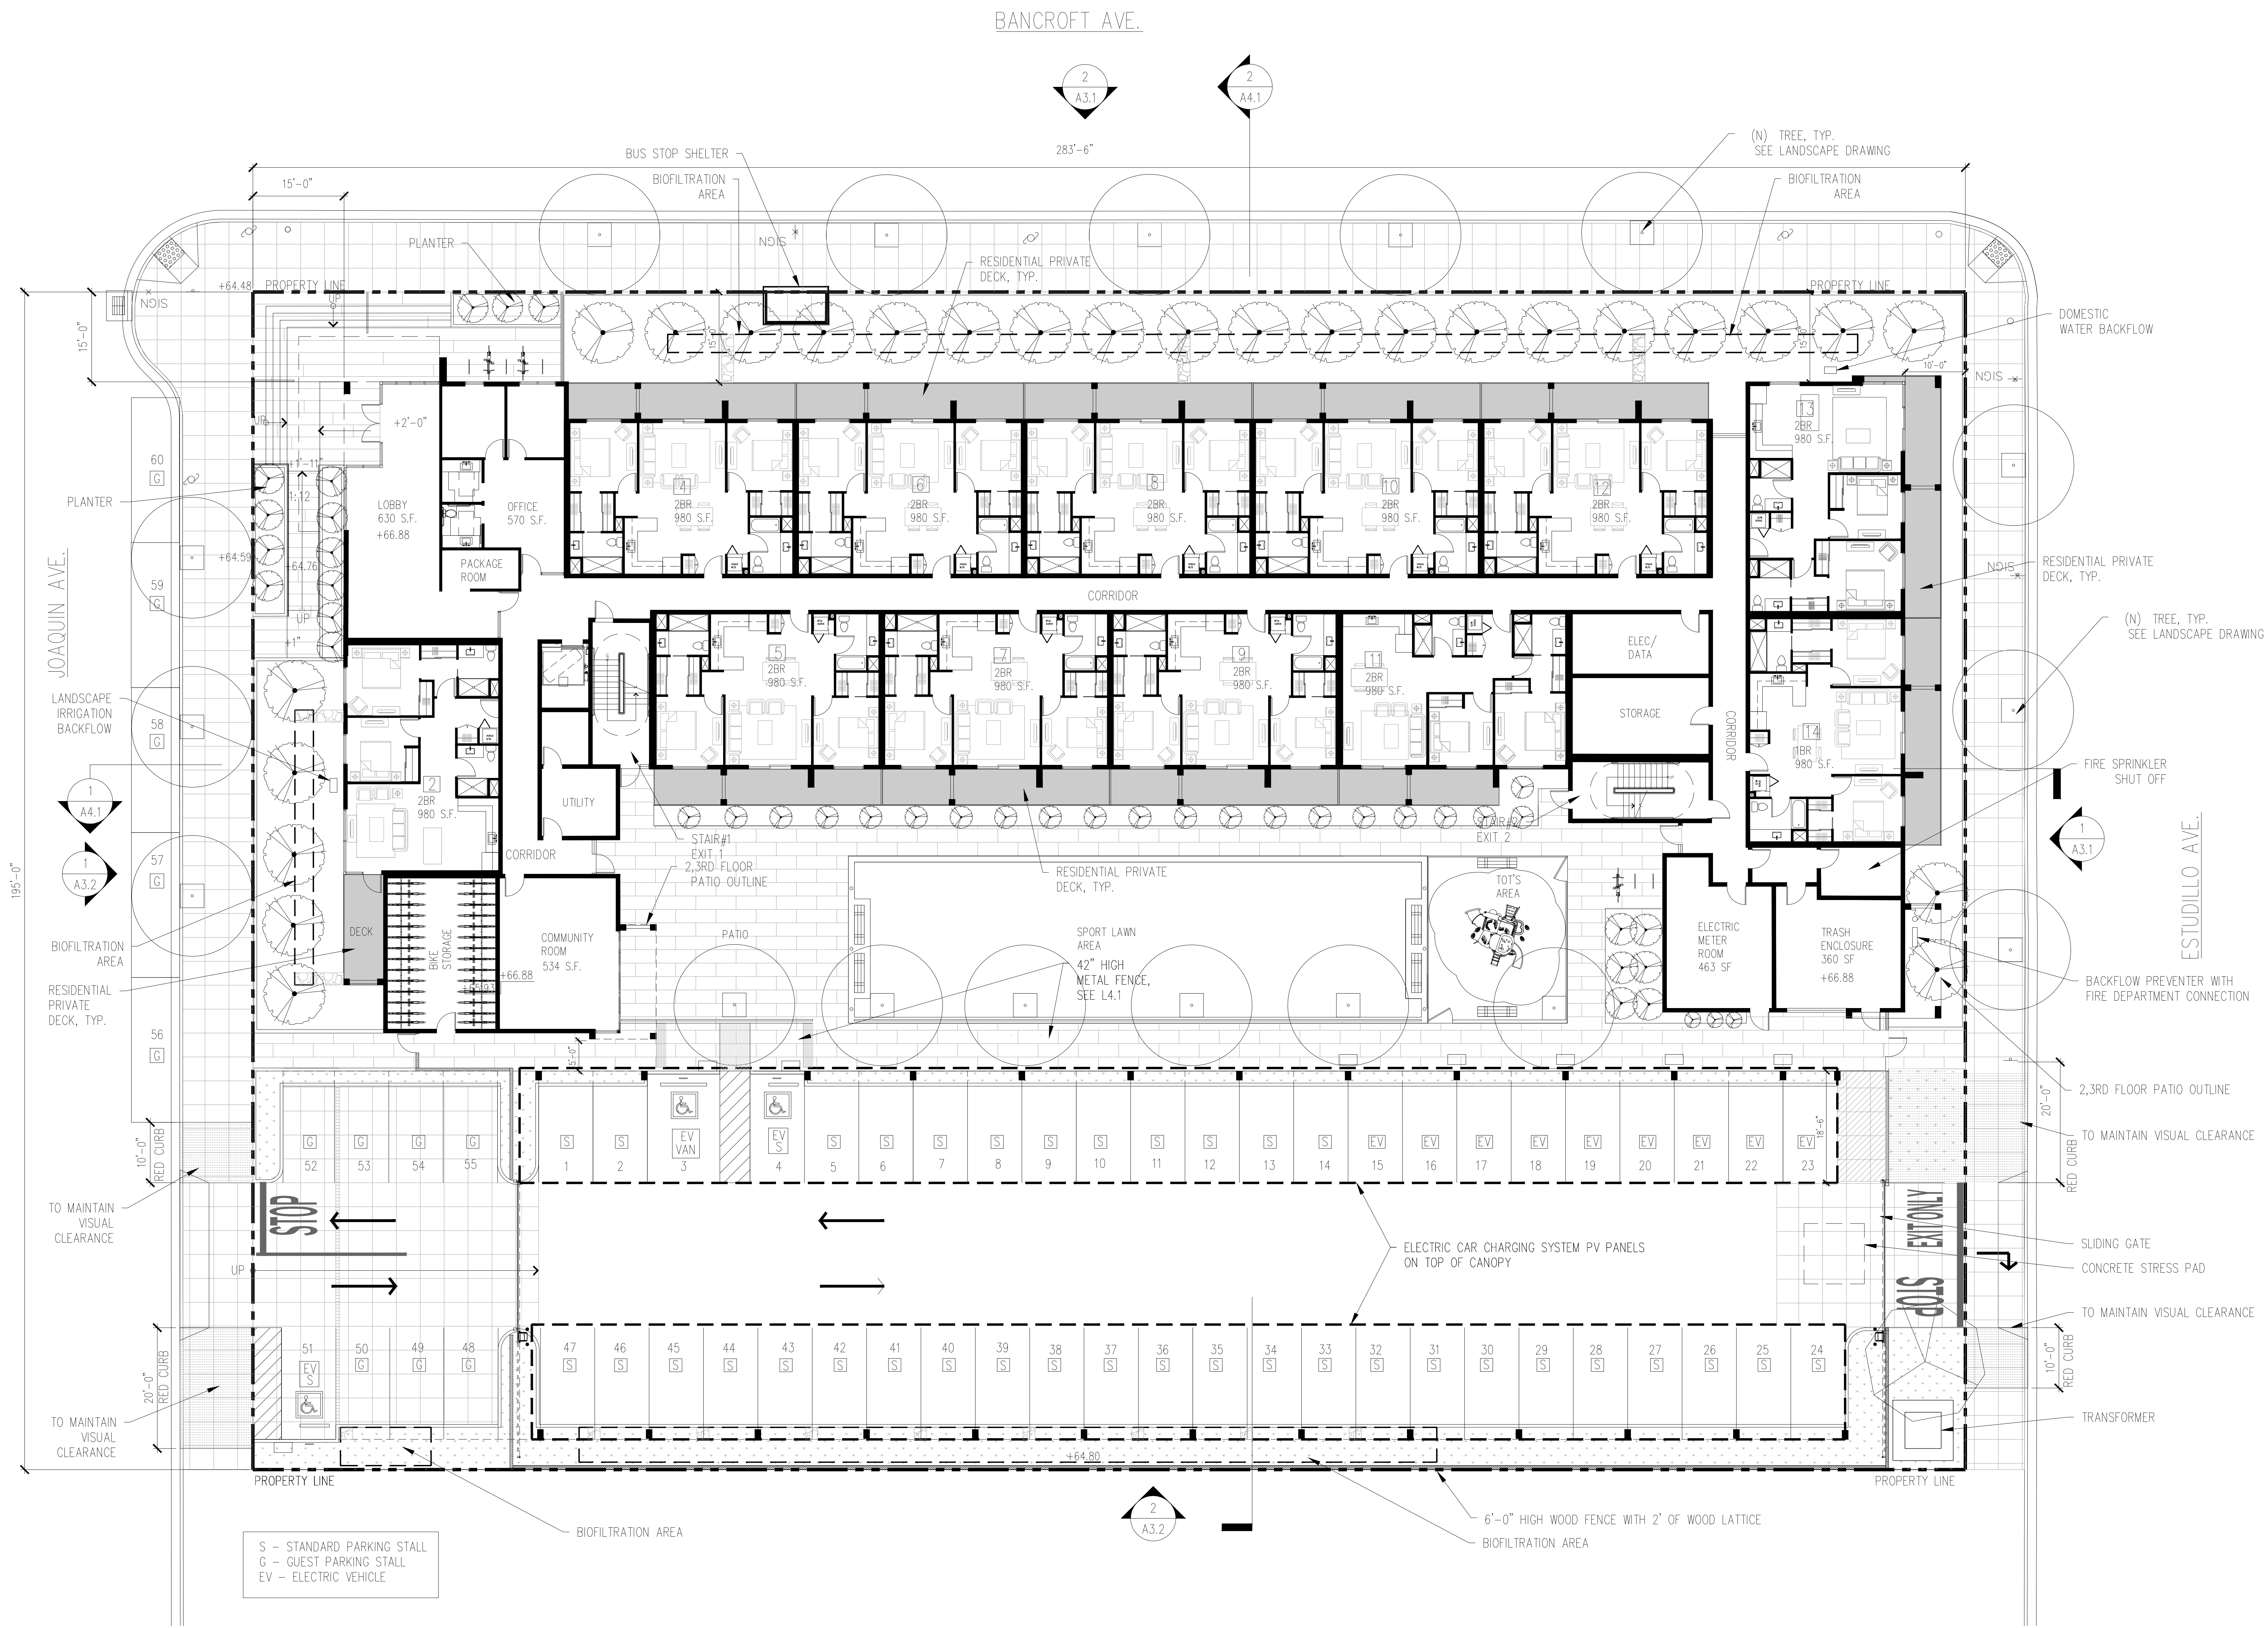 BANCROFT AVE.
2
A3.1
2
A4.1
283'-6"
(N) TREE, TYP.
SEE LANDSCAPE DRAWING
BUS STOP SHELTER
BIOFILTRATION
AREA
BIOFILTRATION
AREA
15'-0"
PLANTER
SIGN
RESIDENTIAL PRIVATE
DECK, TYP.
SIGN
+64.48
PROPERTY LINE
UP
PROPERTY LINE
DOMESTIC
WATER BACKFLOW
15'-0"
15'-0"
15'-0"
10'-0"
SIGN
UP
+2'-0"
+1'-11"
1:12
60
G
PLANTER
LOBBY
630 S.F.
+66.88
OFFICE
570 S.F.
4
2BR
980 S.F.
6
2BR
980 S.F.
8
2BR
980 S.F.
10
2BR
980 S.F.
12
2BR
980 S.F.
13
2BR
980 S.F.
+64.59
+64.76
PACKAGE
ROOM
SIGN
RESIDENTIAL PRIVATE
DECK, TYP.
JOAQUIN AVE.
59
G
CORRIDOR
UP
+1"
(N) TREE, TYP.
SEE LANDSCAPE DRAWING
5
2BR
980 S.F.
7
2BR
980 S.F.
9
2BR
980 S.F.
11
2BR
980 S.F.
ELEC/
DATA
STORAGE
CORRIDOR
14
1BR
980 S.F.
LANDSCAPE
IRRIGATION
BACKFLOW
58
G
1
A4.1
2
2BR
980 S.F.
UTILITY
FIRE SPRINKLER
SHUT OFF
STAIR#1
EXIT 1
STAIR#2
EXIT 2
1
A3.1
ESTUDILLO AVE.
1
A3.2
57
G
195'-0"
CORRIDOR
2,3RD FLOOR
PATIO OUTLINE
RESIDENTIAL PRIVATE
DECK, TYP.
TOT'S
AREA
BIOFILTRATION
AREA
DECK
BIKE
STORAGE
COMMUNITY
ROOM
534 S.F.
+66.88
PATIO
SPORT LAWN
AREA
42" HIGH
METAL FENCE,
SEE L4.1
ELECTRIC
METER
ROOM
463 SF
TRASH
ENCLOSURE
360 SF
+66.88
RESIDENTIAL
PRIVATE
DECK, TYP.
BACKFLOW PREVENTER WITH
FIRE DEPARTMENT CONNECTION
56
G
5'-0"
2,3RD FLOOR PATIO OUTLINE
20'-0"
RED CURB
TO MAINTAIN VISUAL CLEARANCE
10'-0"
RED CURB
G
52
G
53
G
54
G
55
S
1
S
2
EV
VAN
3
EV
S
4
S
5
S
6
S
7
S
8
S
9
S
10
S
11
S
12
S
13
S
14
EV
15
EV
16
EV
17
EV
18
EV
19
EV
20
EV
21
EV
22
EV
23
18'-6"
TO MAINTAIN
VISUAL
CLEARANCE
STOP
EXIT ONLY
STOP
SLIDING GATE
CONCRETE STRESS PAD
TO MAINTAIN VISUAL CLEARANCE
UP
ELECTRIC CAR CHARGING SYSTEM PV PANELS
ON TOP OF CANOPY
20'-0"
RED CURB
10'-0"
RED CURB
51
EV
S
50
G
49
G
48
G
47
S
46
S
45
S
44
S
43
S
42
S
41
S
40
S
39
S
38
S
37
S
36
S
35
S
34
S
33
S
32
S
31
S
30
S
29
S
28
S
27
S
26
S
25
S
24
S
TO MAINTAIN
VISUAL
CLEARANCE
TRANSFORMER
+64.80
PROPERTY LINE
PROPERTY LINE
2
A3.2
6'-0" HIGH WOOD FENCE WITH 2' OF WOOD LATTICE
BIOFILTRATION AREA
BIOFILTRATION AREA
S - STANDARD PARKING STALL
G - GUEST PARKING STALL
EV - ELECTRIC VEHICLE